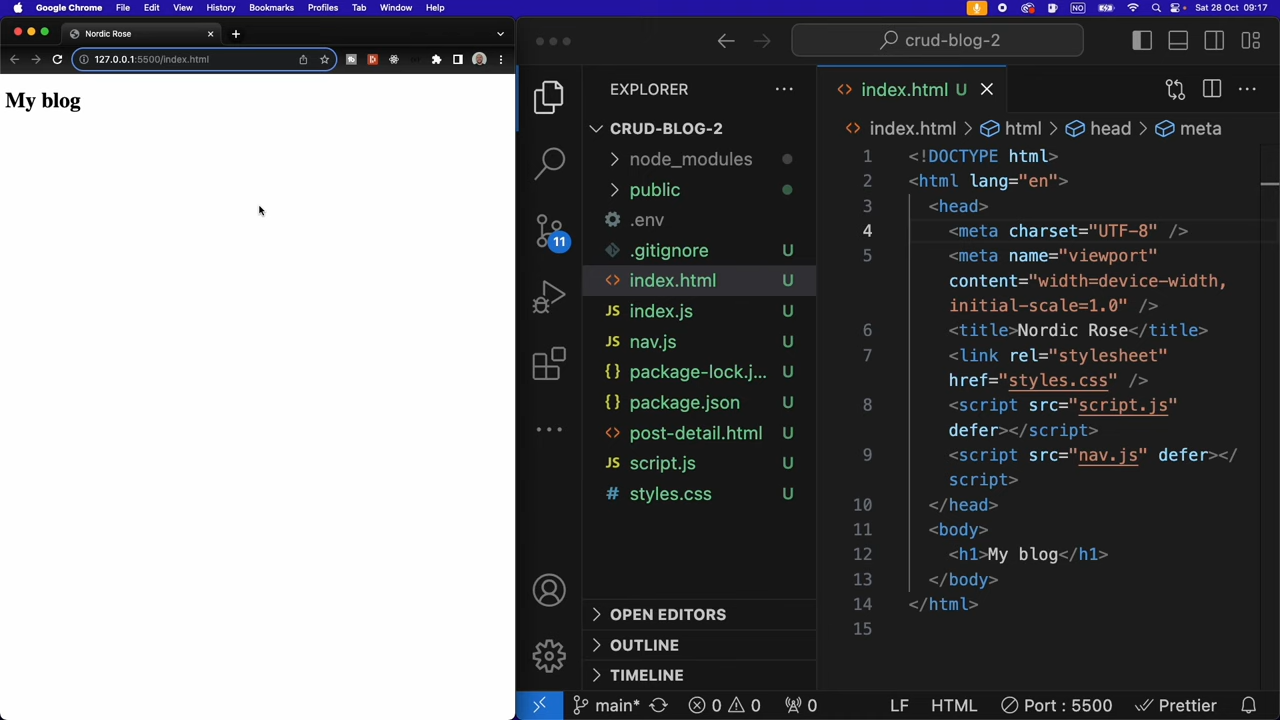 Google Chrome File Edit View History Bookmarks Profiles Tab Window Help NO Sat 28 Oct 09:17
Nordic Rose
127.0.0.1:5500/index.html
My blog
crud-blog-2
EXPLORER
CRUD-BLOG-2
node_modules
public
.env
.gitignore U
index.html U
index.js U
nav.js U
package-lock.j... U
package.json U
post-detail.html U
script.js U
styles.css U
11
OPEN EDITORS
OUTLINE
TIMELINE
index.html U
index.html > html > head > meta
1 <!DOCTYPE html>
2 <html lang="en">
3 <head>
4 <meta charset="UTF-8" />
5 <meta name="viewport"
content="width=device-width,
initial-scale=1.0" />
6 <title>Nordic Rose</title>
7 <link rel="stylesheet"
href="styles.css" />
8 <script src="script.js"
defer></script>
9 <script src="nav.js" defer></
script>
10 </head>
11 <body>
12 <h1>My blog</h1>
13 </body>
14 </html>
15
main* 0 0 0 LF HTML Port : 5500 Prettier